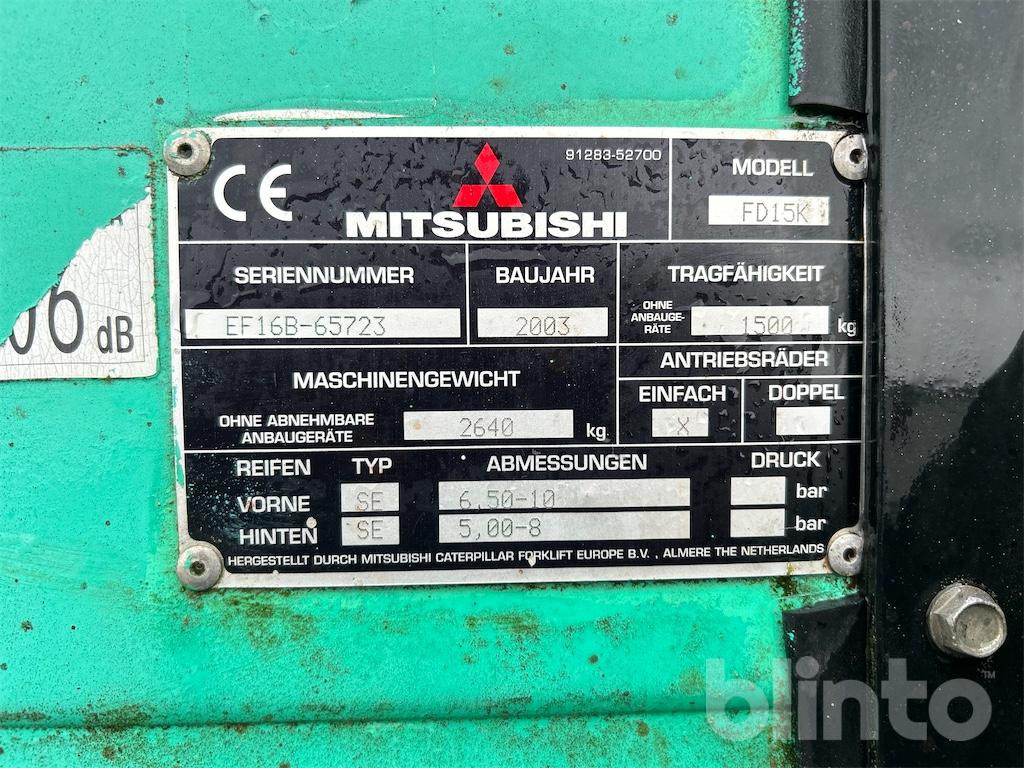 91283-52700
CE
MITSUBISHI
MODELL
FD15K
SERIENNUMMER
EF16B-65723
BAUJAHR
2003
TRAGFÄHIGKEIT
OHNE
ANBAUGE-
RÄTE
1500 kg
MASCHINENGEWICHT
OHNE ABNEHMBARE
ANBAUGERÄTE
2640 kg
ANTRIEBSRÄDER
EINFACH DOPPEL
X
REIFEN TYP ABMESSUNGEN DRUCK
VORNE SE 6,50-10 bar
HINTEN SE 5,00-8 bar
HERGESTELLT DURCH MITSUBISHI CATERPILLAR FORKLIFT EUROPE B.V. , ALMERE THE NETHERLANDS
dB
blinto™